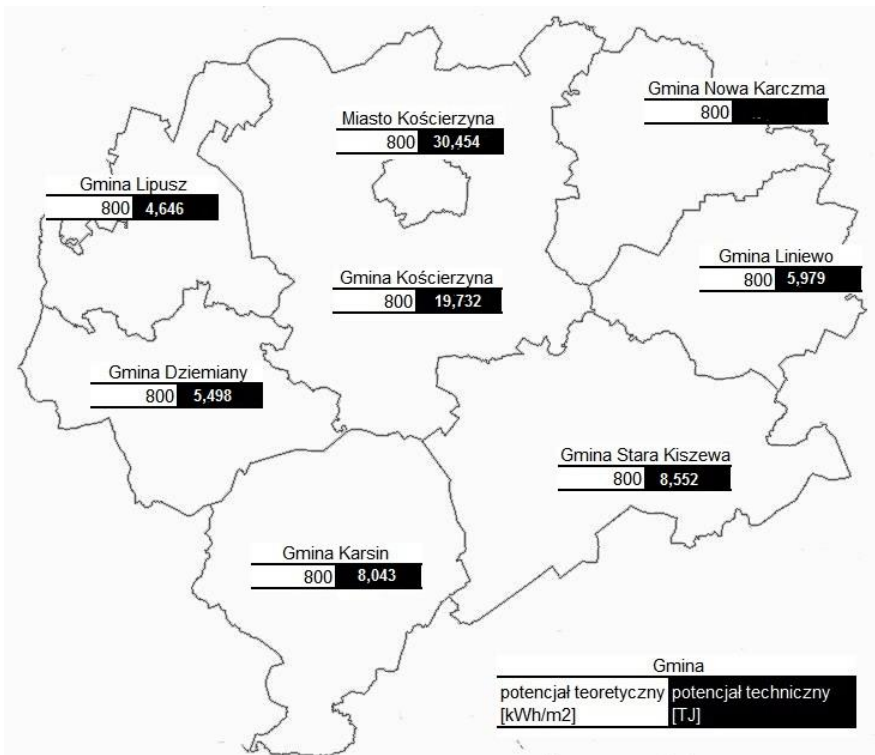 Gmina Nowa Karczma
800
Miasto Kościerzyna
800 30,454
Gmina Lipusz
800 4,646
Gmina Liniewo
800 5,979
Gmina Kościerzyna
800 19,732
Gmina Dziemiany
800 5,498
Gmina Stara Kiszewa
800 8,552
Gmina Karsin
800 8,043
Gmina
potencjał teoretyczny potencjał techniczny
[kWh/m2] [TJ]